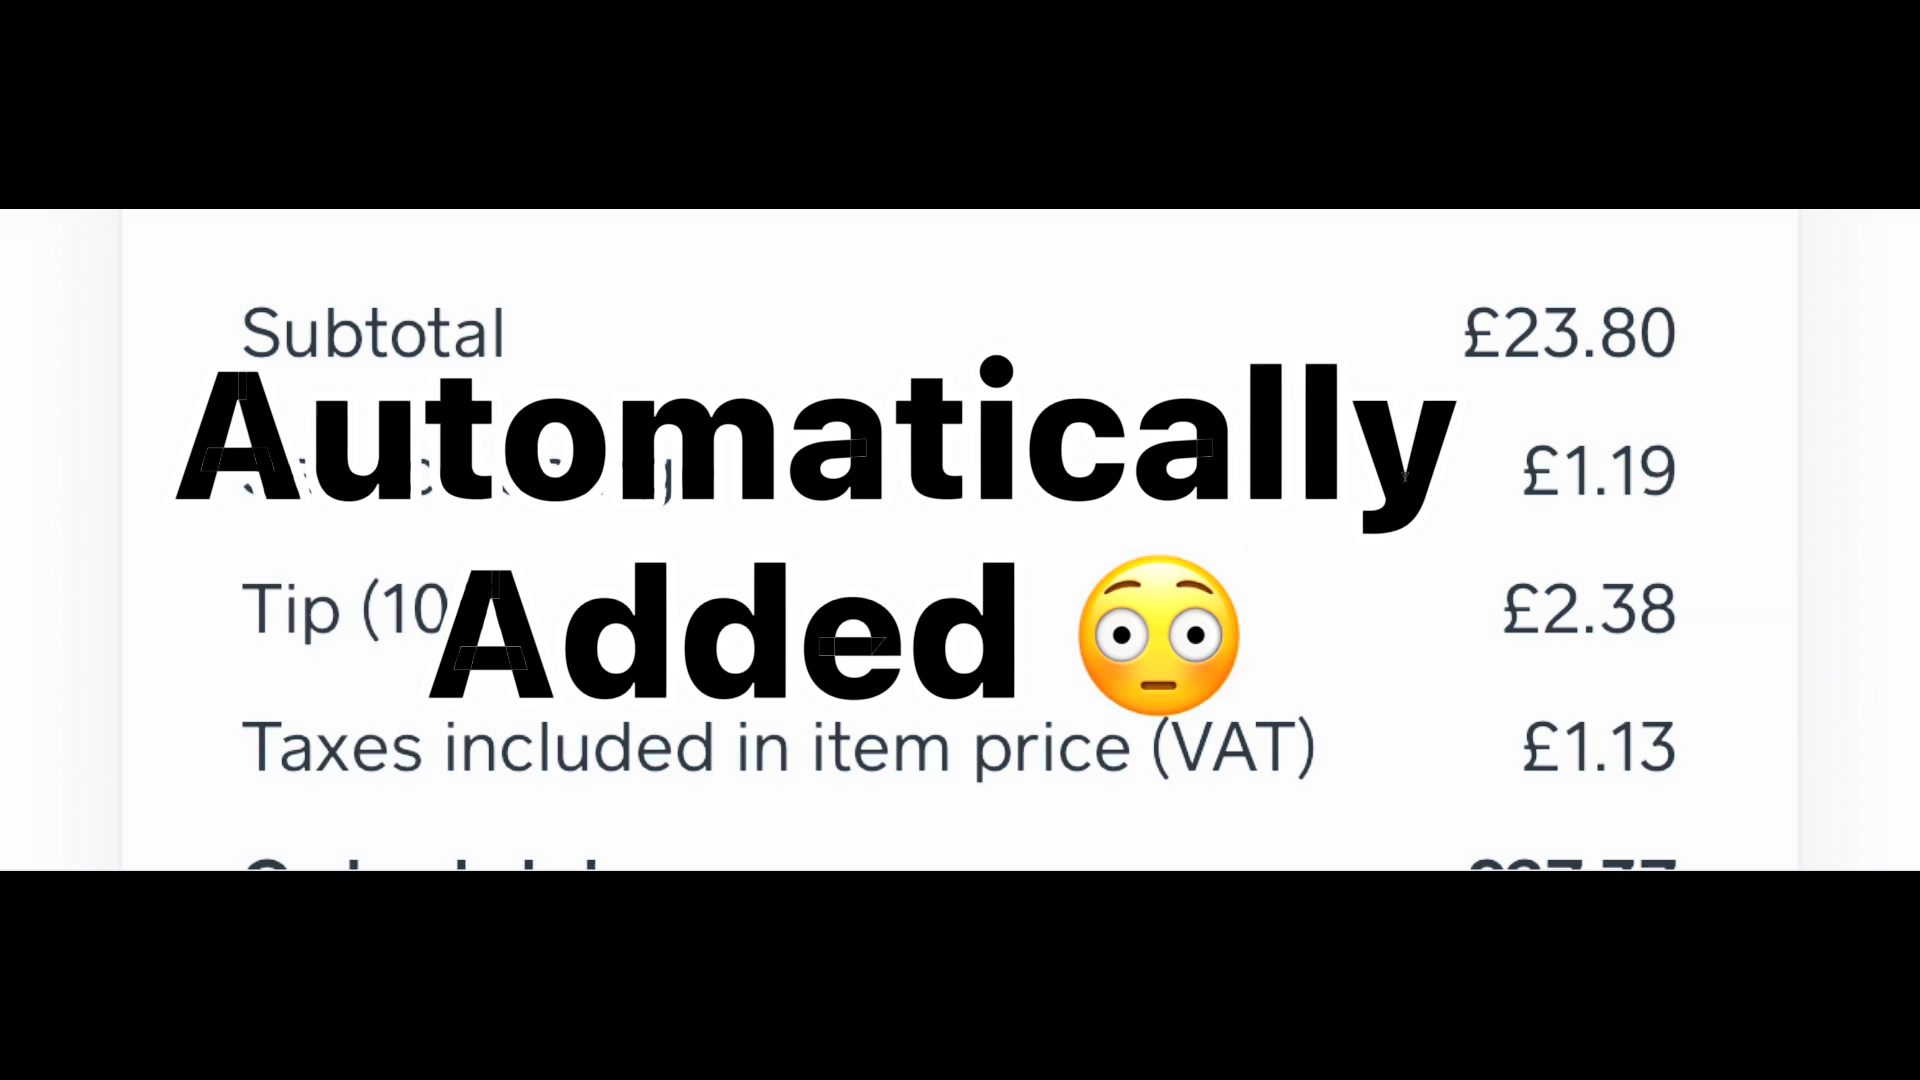 Subtotal £23.80
Automatically
£1.19
Tip (10 £2.38
Added 😳
Taxes included in item price (VAT) £1.13